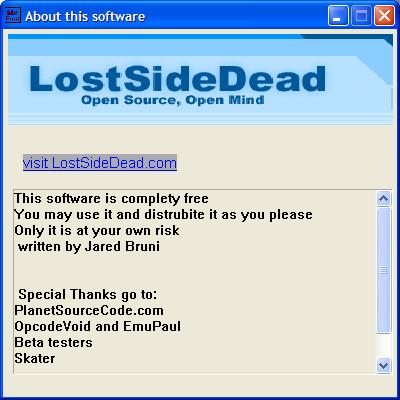 About this software
LostSideDead
Open Source, Open Mind
visit LostSideDead.com
This software is complety free
You may use it and distrubite it as you please
Only it is at your own risk
written by Jared Bruni
Special Thanks go to:
PlanetSourceCode.com
OpcodeVoid and EmuPaul
Beta testers
Skater